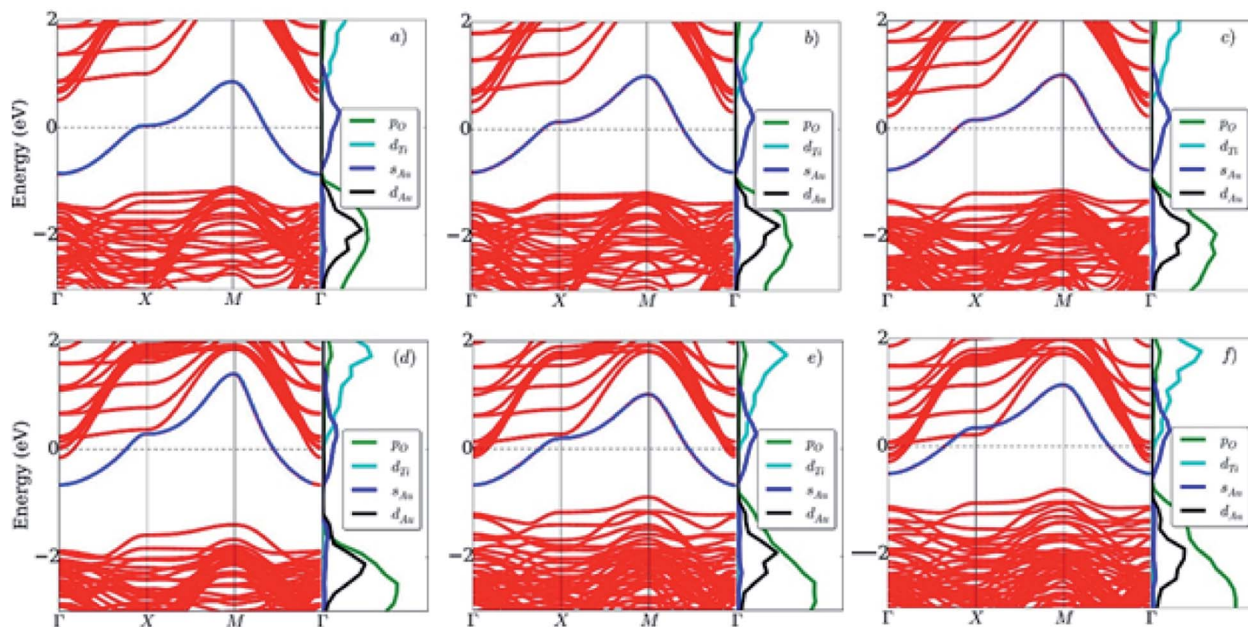 2
a)
0
−2
Energy (eV)
p_O
d_Ti
s_Au
d_Au
Γ X M Γ
2
b)
0
−2
p_O
d_Ti
s_Au
d_Au
Γ X M Γ
2
c)
0
−2
p_O
d_Ti
s_Au
d_Au
Γ X M Γ
2
(d)
0
−2
Energy (eV)
p_O
d_Ti
s_Au
d_Au
Γ X M Γ
2
e)
0
−2
p_O
d_Ti
s_Au
d_Au
Γ X M Γ
2
f)
0
−2
p_O
d_Ti
s_Au
d_Au
Γ X M Γ